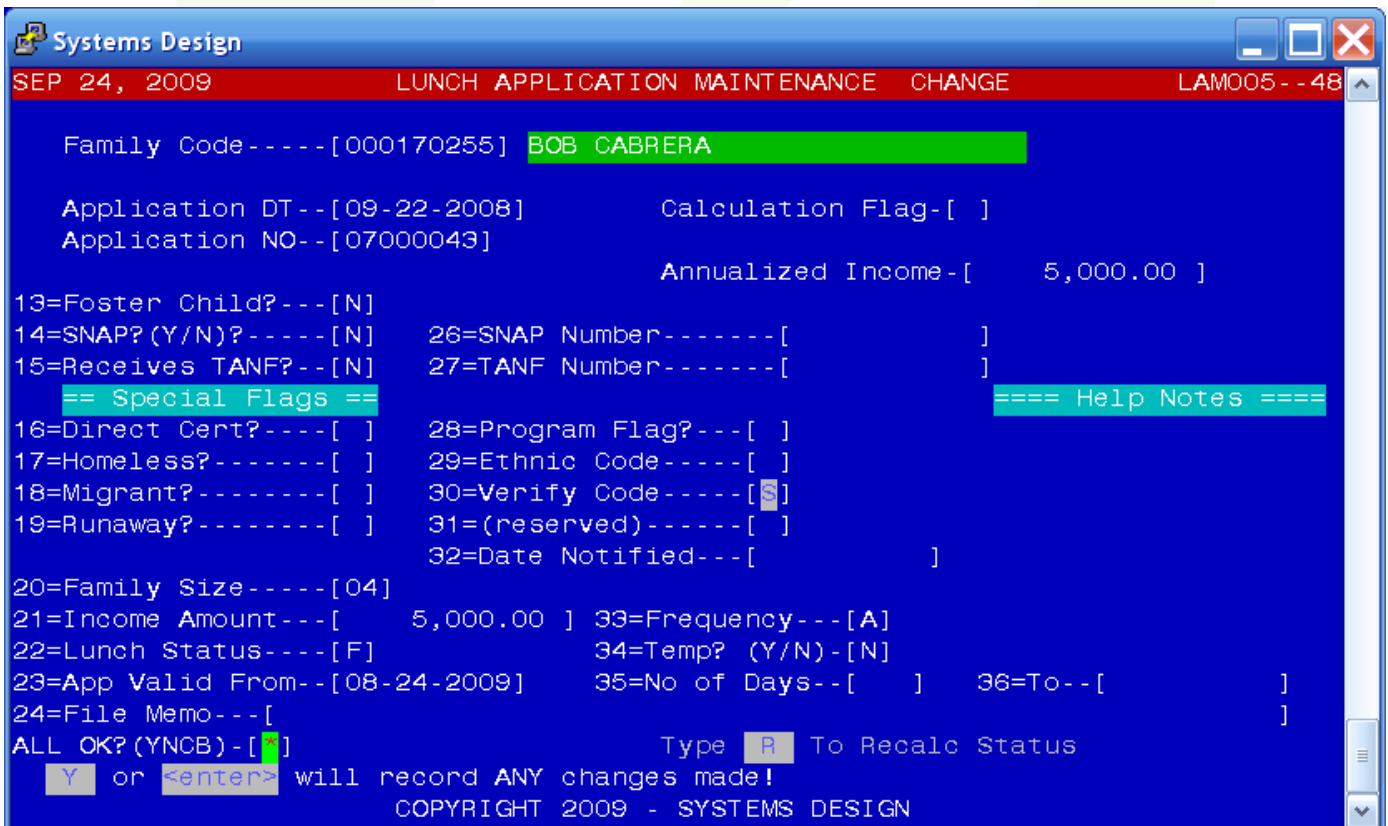 Systems Design
SEP 24, 2009 LUNCH APPLICATION MAINTENANCE CHANGE LAM005--48
Family Code-----[000170255] BOB CABRERA
Application DT--[09-22-2008] Calculation Flag-[ ]
Application NO--[07000043]
Annualized Income-[ 5,000.00 ]
13=Foster Child?---[N]
14=SNAP?(Y/N)?-----[N] 26=SNAP Number-------[ ]
15=Receives TANF?--[N] 27=TANF Number-------[ ]
== Special Flags == ==== Help Notes ====
16=Direct Cert?----[ ] 28=Program Flag?---[ ]
17=Homeless?-------[ ] 29=Ethnic Code-----[ ]
18=Migrant?--------[ ] 30=Verify Code-----[S]
19=Runaway?--------[ ] 31=(reserved)------[ ]
32=Date Notified---[ ]
20=Family Size-----[04]
21=Income Amount---[ 5,000.00 ] 33=Frequency---[A]
22=Lunch Status----[F] 34=Temp? (Y/N)-[N]
23=App Valid From--[08-24-2009] 35=No of Days--[ ] 36=To--[ ]
24=File Memo---[ ]
ALL OK?(YNCB)-[*] Type R To Recalc Status
Y or <enter> will record ANY changes made!
COPYRIGHT 2009 - SYSTEMS DESIGN